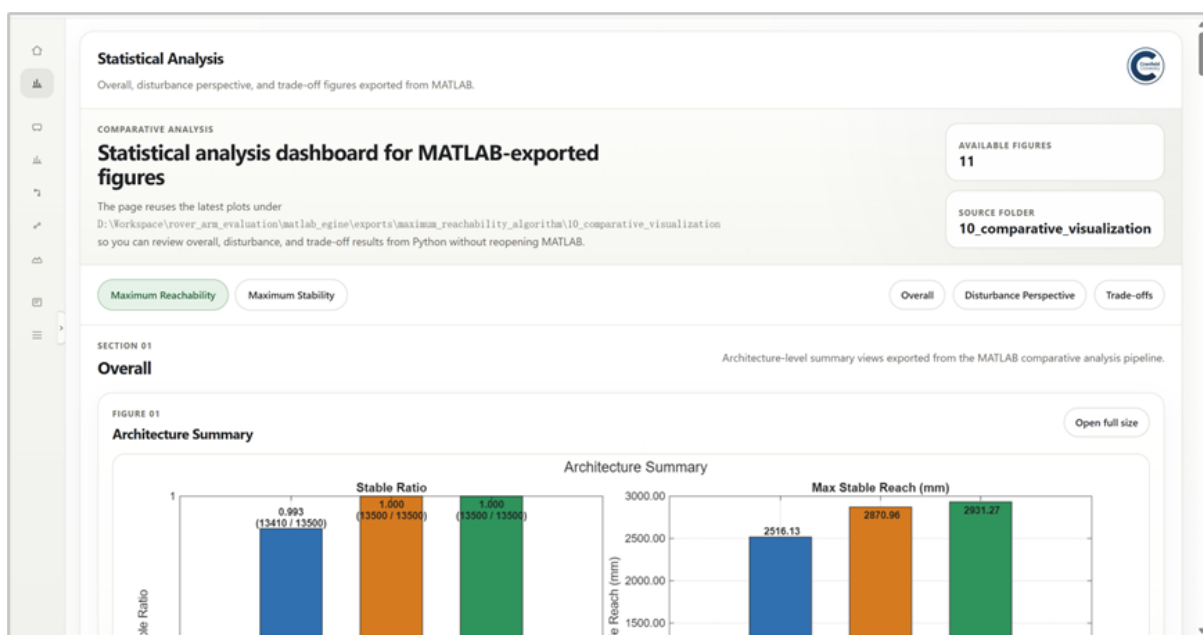 Statistical Analysis
Overall, disturbance perspective, and trade-off figures exported from MATLAB.
Cranfield
University
COMPARATIVE ANALYSIS
Statistical analysis dashboard for MATLAB-exported
figures
The page reuses the latest plots under
D:\Workspace\rover_arm_evaluation\matlab_egine\exports\maximum_reachability_algorithm\10_comparative_visualization
so you can review overall, disturbance, and trade-off results from Python without reopening MATLAB.
AVAILABLE FIGURES
11
SOURCE FOLDER
10_comparative_visualization
Maximum Reachability
Maximum Stability
Overall
Disturbance Perspective
Trade-offs
SECTION 01
Overall
Architecture-level summary views exported from the MATLAB comparative analysis pipeline.
FIGURE 01
Architecture Summary
Open full size
Architecture Summary
Stable Ratio
1
0.993
(13410 / 13500)
1.000
(13500 / 13500)
1.000
(13500 / 13500)
ble Ratio
Max Stable Reach (mm)
3000.00
2500.00
2000.00
1500.00
2516.13
2870.96
2931.27
e Reach (mm)